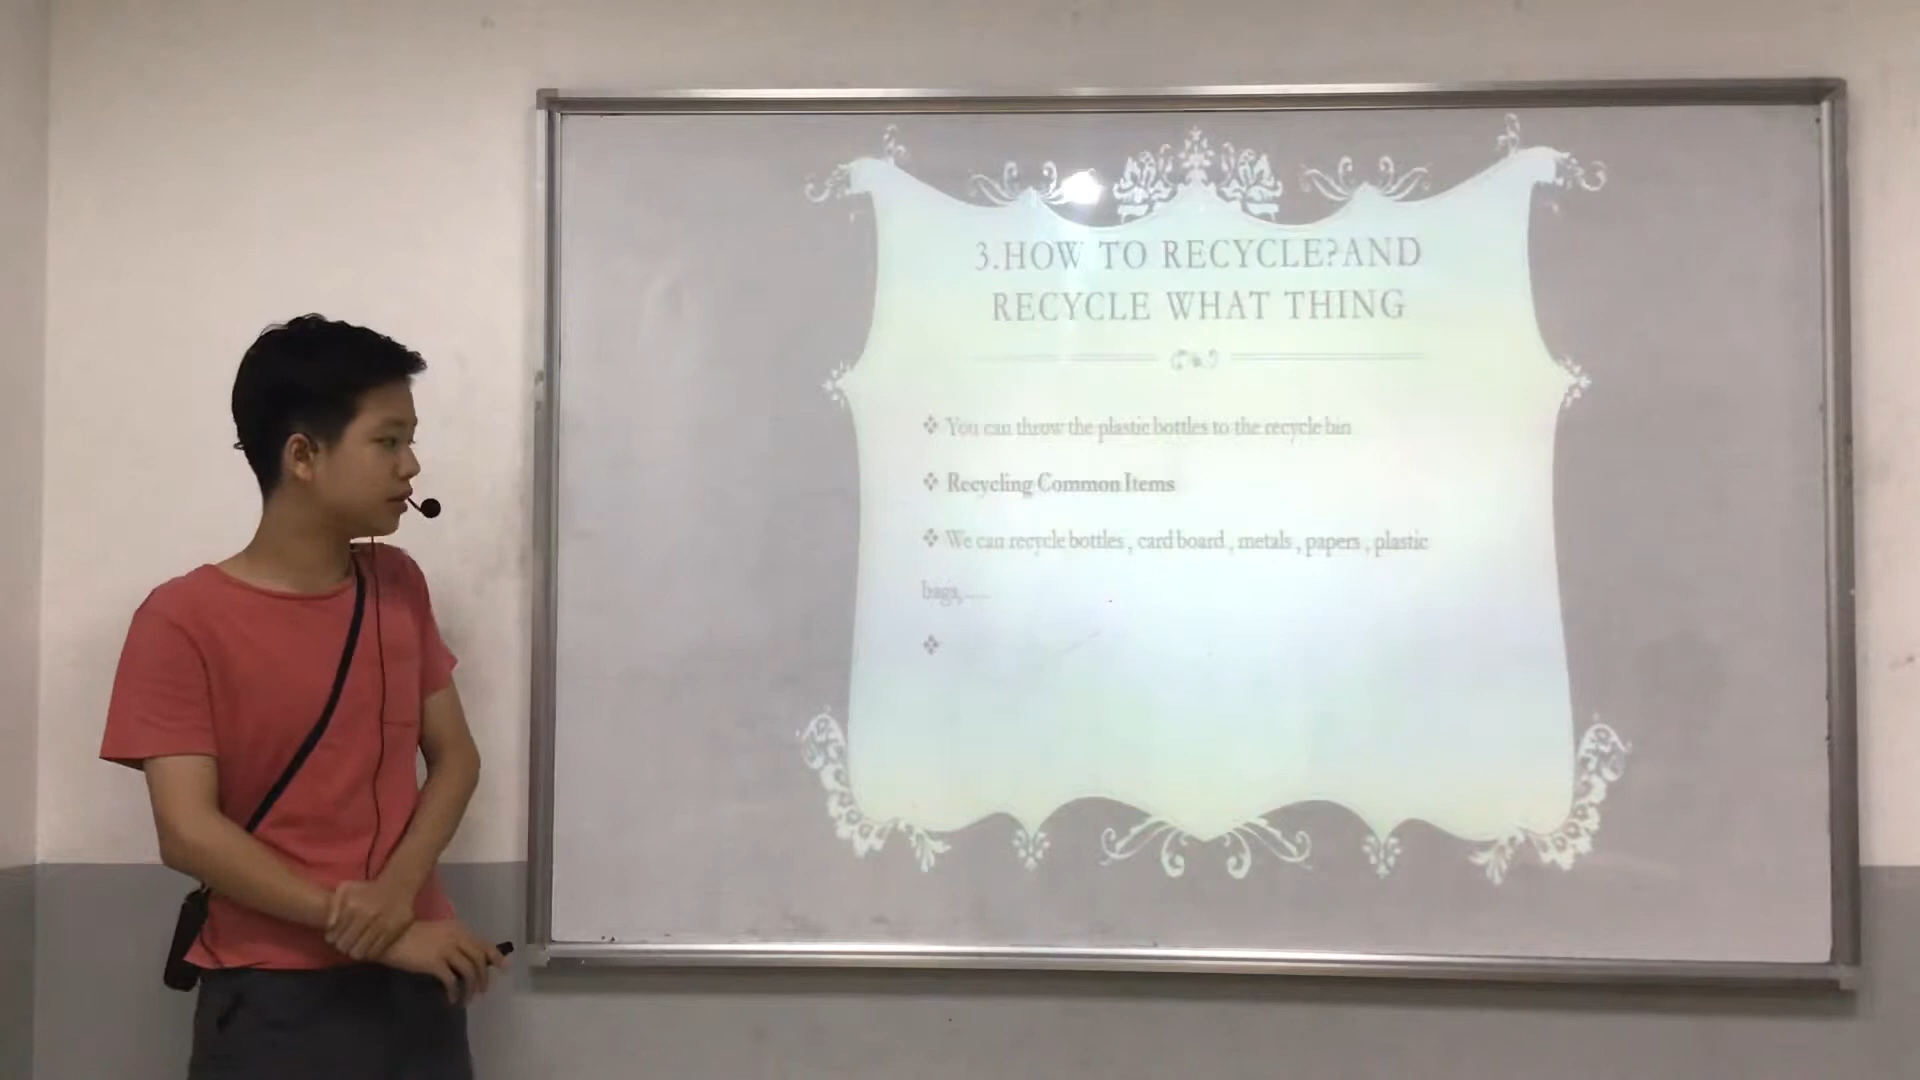 3.HOW TO RECYCLE?AND
RECYCLE WHAT THING
❖ You can throw the plastic bottles to the recycle bin
❖ Recycling Common Items
❖ We can recycle bottles , card board , metals , papers , plastic
bags,.....
❖